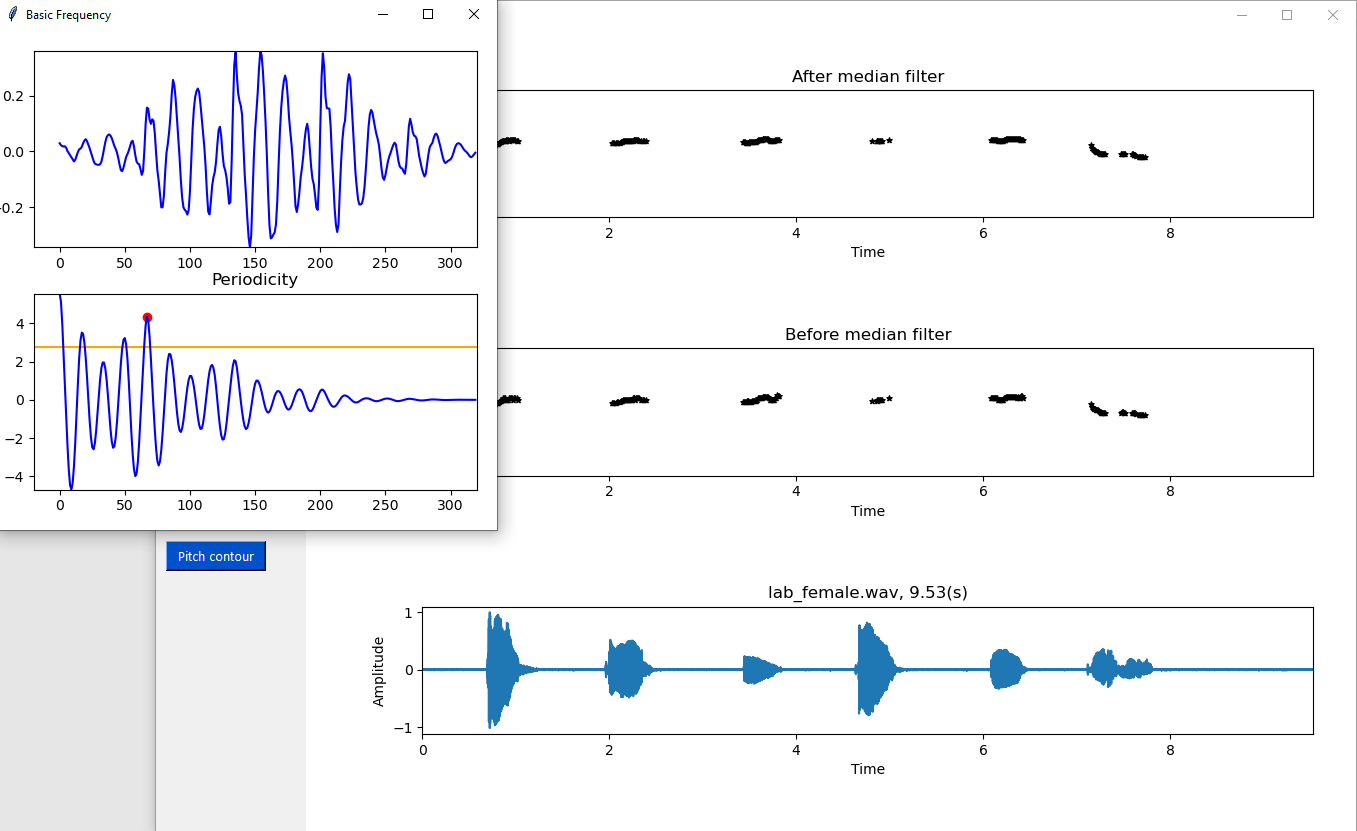 Basic Frequency
0.2
0.0
-0.2
0 50 100 150 200 250 300
Periodicity
4
2
0
−2
−4
0 50 100 150 200 250 300
After median filter
2 4 6 8
Time
Before median filter
2 4 6 8
Time
Pitch contour
lab_female.wav, 9.53(s)
Amplitude
1
0
−1
0 2 4 6 8
Time